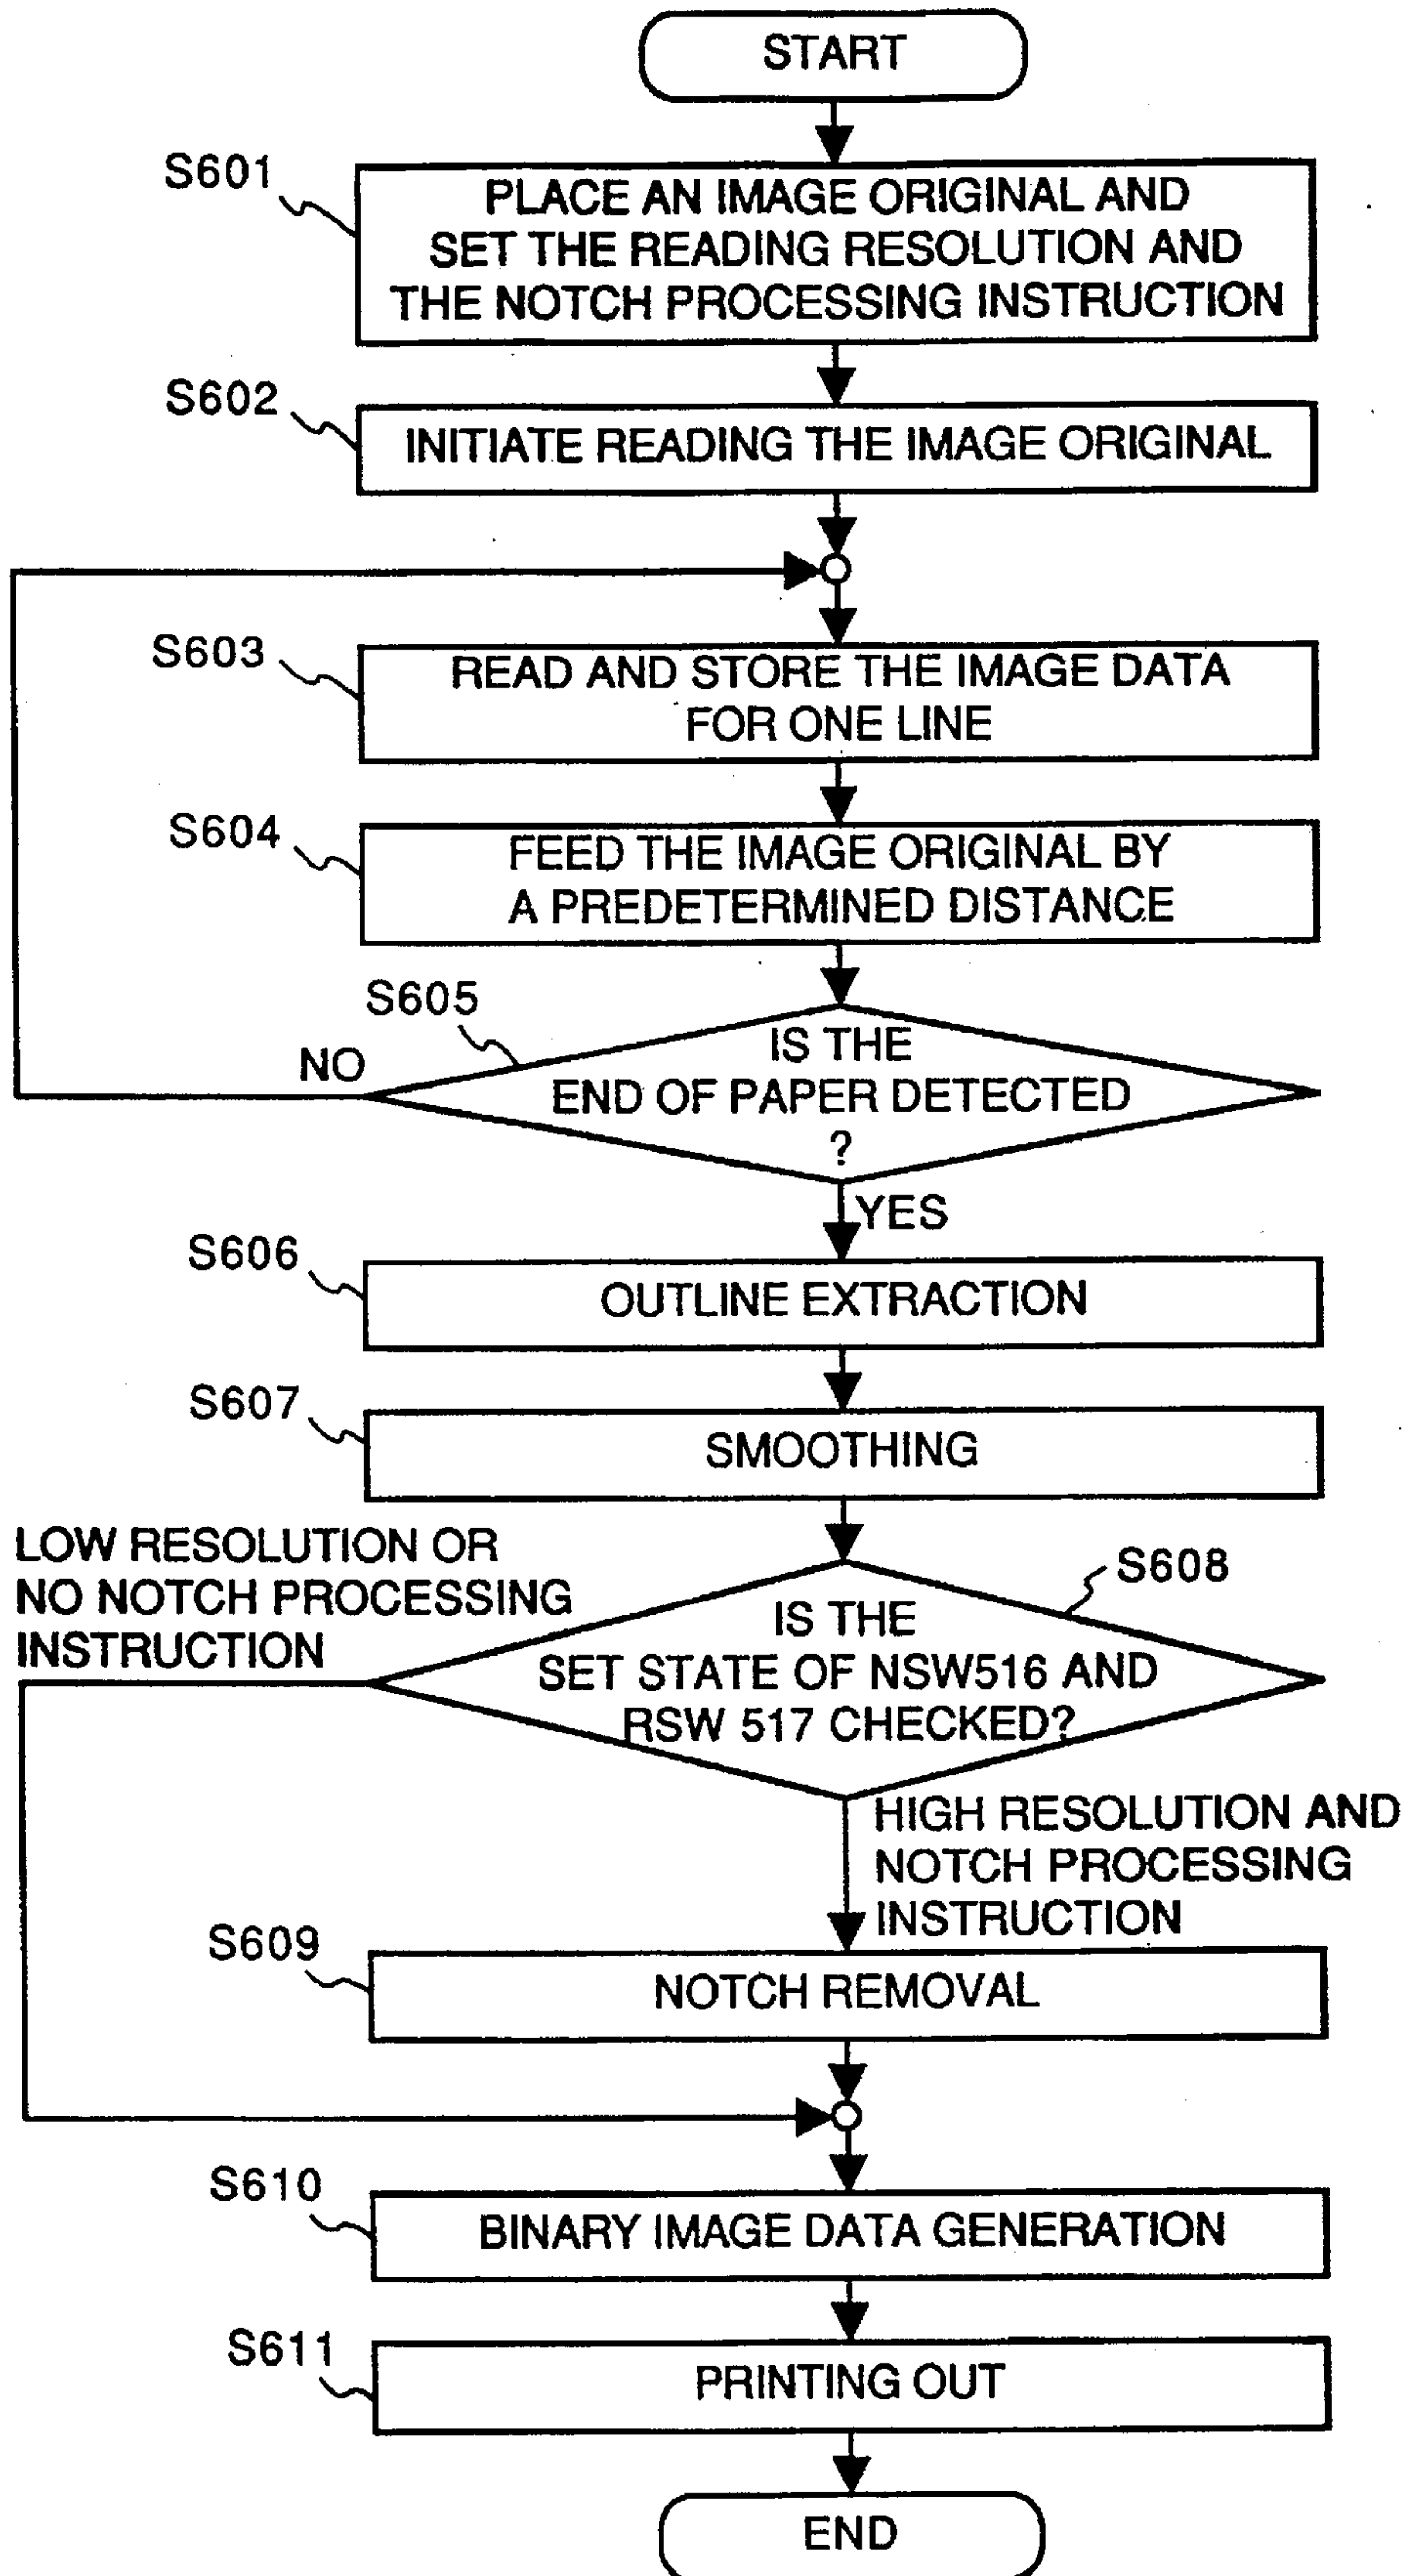 START
S601
PLACE AN IMAGE ORIGINAL AND
SET THE READING RESOLUTION AND
THE NOTCH PROCESSING INSTRUCTION
S602
INITIATE READING THE IMAGE ORIGINAL
S603
READ AND STORE THE IMAGE DATA
FOR ONE LINE
S604
FEED THE IMAGE ORIGINAL BY
A PREDETERMINED DISTANCE
S605
IS THE
END OF PAPER DETECTED
?
NO
YES
S606
OUTLINE EXTRACTION
S607
SMOOTHING
LOW RESOLUTION OR
NO NOTCH PROCESSING
INSTRUCTION
S608
IS THE
SET STATE OF NSW516 AND
RSW 517 CHECKED?
HIGH RESOLUTION AND
NOTCH PROCESSING
INSTRUCTION
S609
NOTCH REMOVAL
S610
BINARY IMAGE DATA GENERATION
S611
PRINTING OUT
END